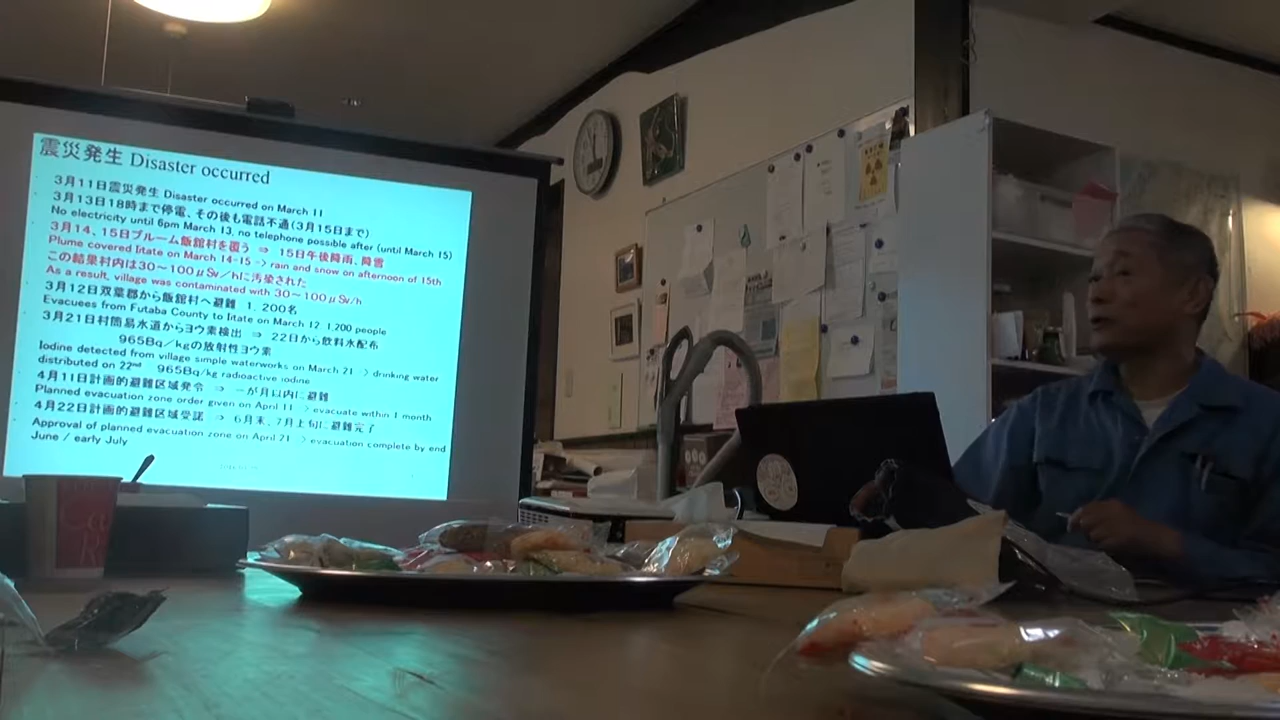 震災発生 Disaster occurred
3月11日震災発生 Disaster occurred on March 11
3月13日18時まで停電、その後も電話不通(3月15日まで)
No electricity until 6pm March 13, no telephone possible after (until March 15)
3月14、15日プルーム飯舘村を覆う ⇒ 15日午後降雨、降雪
Plume covered Iitate on March 14-15 -> rain and snow on afternoon of 15th
この結果村内は30～100μSv/hに汚染された
As a result, village was contaminated with 30～100μSv/h
3月12日双葉郡から飯舘村へ避難 1,200名
Evacuees from Futaba County to Iitate on March 12 1,200 people
3月21日村簡易水道からヨウ素検出 ⇒ 22日から飲料水配布
965Bq/kgの放射性ヨウ素
Iodine detected from village simple waterworks on March 21 -> drinking water
distributed on 22nd 965Bq/kg radioactive iodine
4月11日計画的避難区域発令 ⇒ 一が月以内に避難
Planned evacuation zone order given on April 11 -> evacuate within 1 month
4月22日計画的避難区域受諾 ⇒ 6月末、7月上旬に避難完了
Approval of planned evacuation zone on April 21 -> evacuation complete by end
June / early July